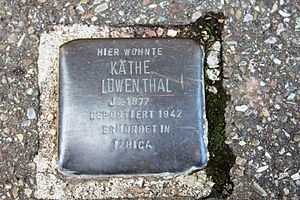 HIER WOHNTE
KÄTHE
LÖWENTHAL
JG. 1877
DEPORTIERT 1942
ERMORDET IN
IZBICA